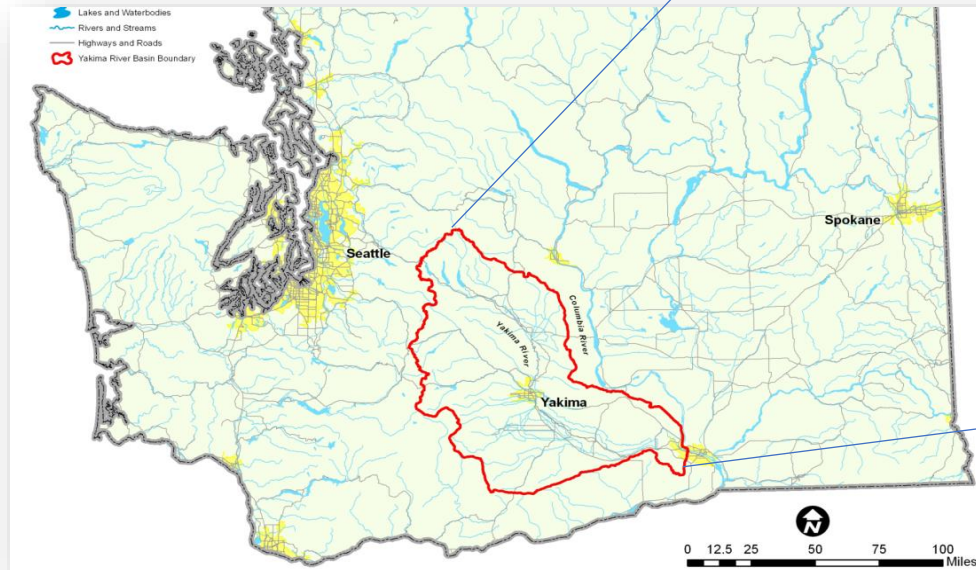 Lakes and Waterbodies
Rivers and Streams
Highways and Roads
Yakima River Basin Boundary
Spokane
Seattle
Columbia River
Yakima River
Yakima
N
0 12.5 25 50 75 100
Miles